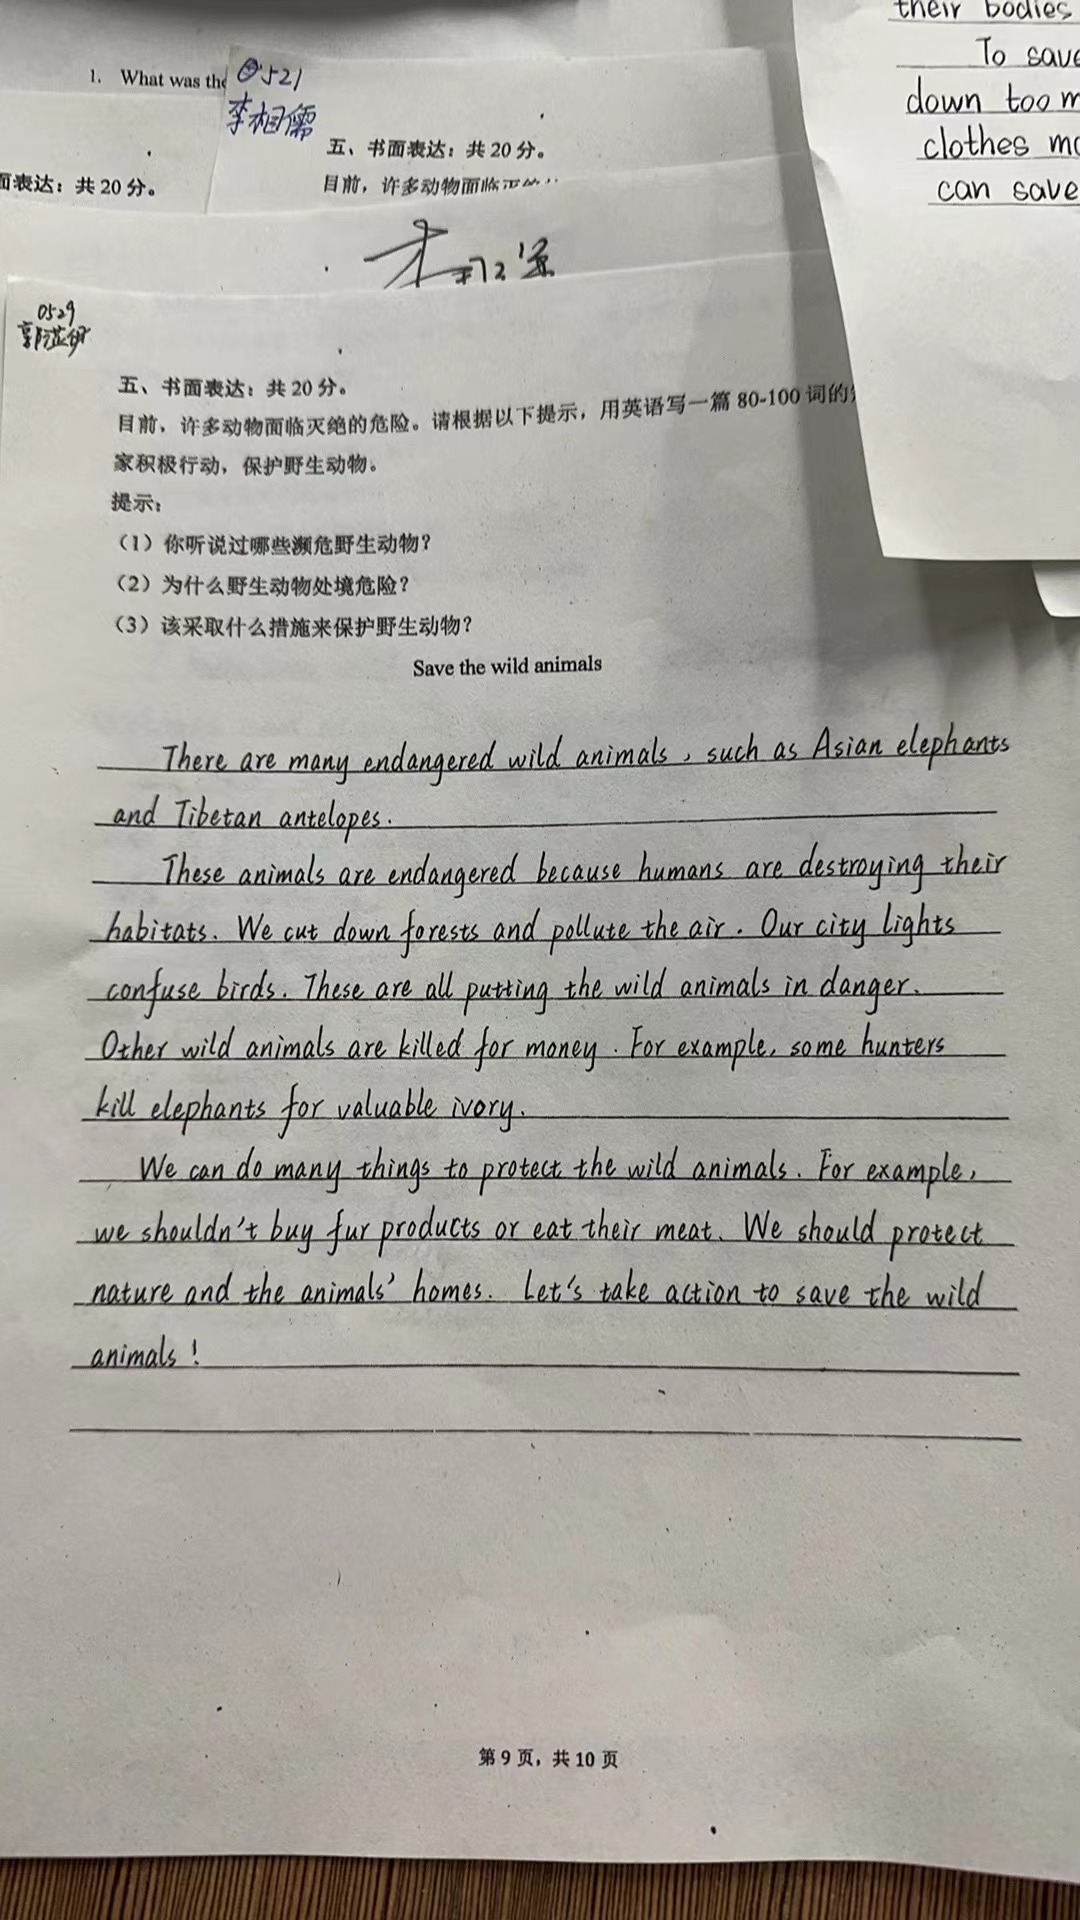 their bodies
To save
down too m
clothes mo
can save
1. What was the
0521
李相儒
五、书面表达：共 20 分。
目前，许多动物面临灭绝的
面表达：共 20 分。
0529
五、书面表达：共 20 分。
目前，许多动物面临灭绝的危险。请根据以下提示，用英语写一篇 80-100 词的
家积极行动，保护野生动物。
提示：
（1）你听说过哪些濒危野生动物？
（2）为什么野生动物处境危险？
（3）该采取什么措施来保护野生动物？
Save the wild animals
There are many endangered wild animals, such as Asian elephants
and Tibetan antelopes.
These animals are endangered because humans are destroying their
habitats. We cut down forests and pollute the air. Our city lights
confuse birds. These are all putting the wild animals in danger.
Other wild animals are killed for money. For example, some hunters
kill elephants for valuable ivory.
We can do many things to protect the wild animals. For example,
we shouldn't buy fur products or eat their meat. We should protect
nature and the animals' homes. Let's take action to save the wild
animals!
第 9 页，共 10 页